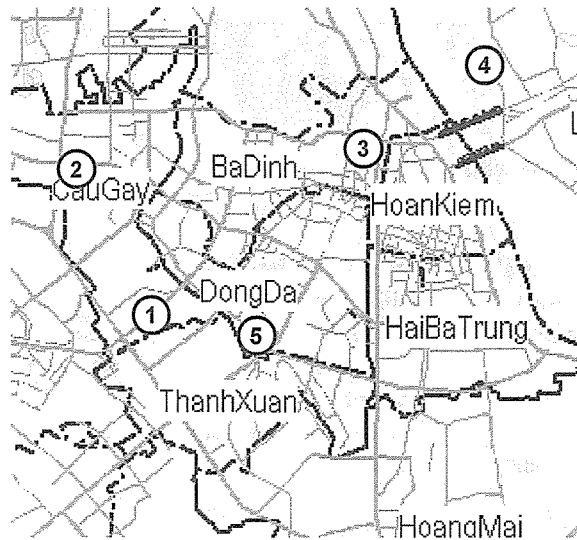 4
3
BaDinh
2
CauGay
HoanKiem
DongDa
1
5
HaiBaTrung
ThanhXuan
HoangMai